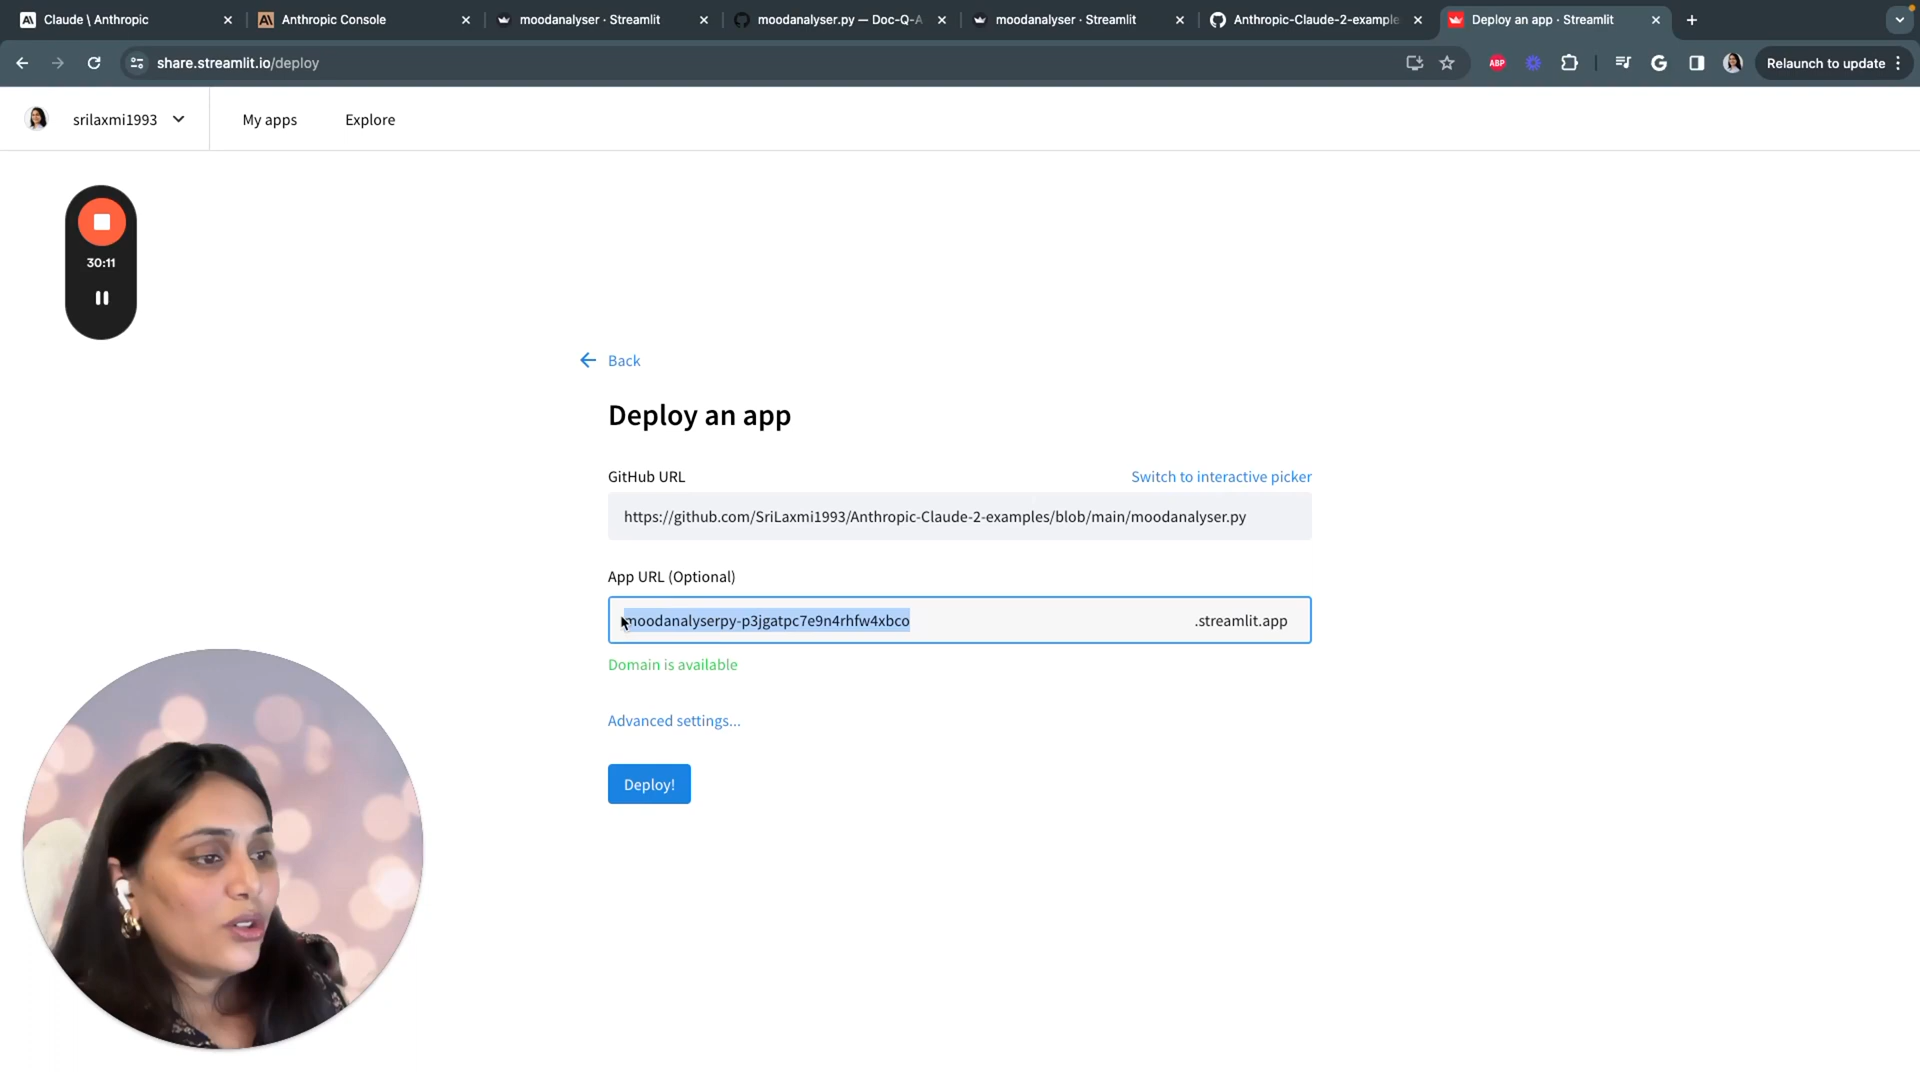 Claude \ Anthropic
Anthropic Console
moodanalyser · Streamlit
moodanalyser.py — Doc-Q-A
moodanalyser · Streamlit
Anthropic-Claude-2-example
Deploy an app · Streamlit
share.streamlit.io/deploy
ABP
Relaunch to update
srilaxmi1993
My apps
Explore
30:11
Back
Deploy an app
GitHub URL
Switch to interactive picker
https://github.com/SriLaxmi1993/Anthropic-Claude-2-examples/blob/main/moodanalyser.py
App URL (Optional)
moodanalyserpy-p3jgatpc7e9n4rhfw4xbco
.streamlit.app
Domain is available
Advanced settings...
Deploy!